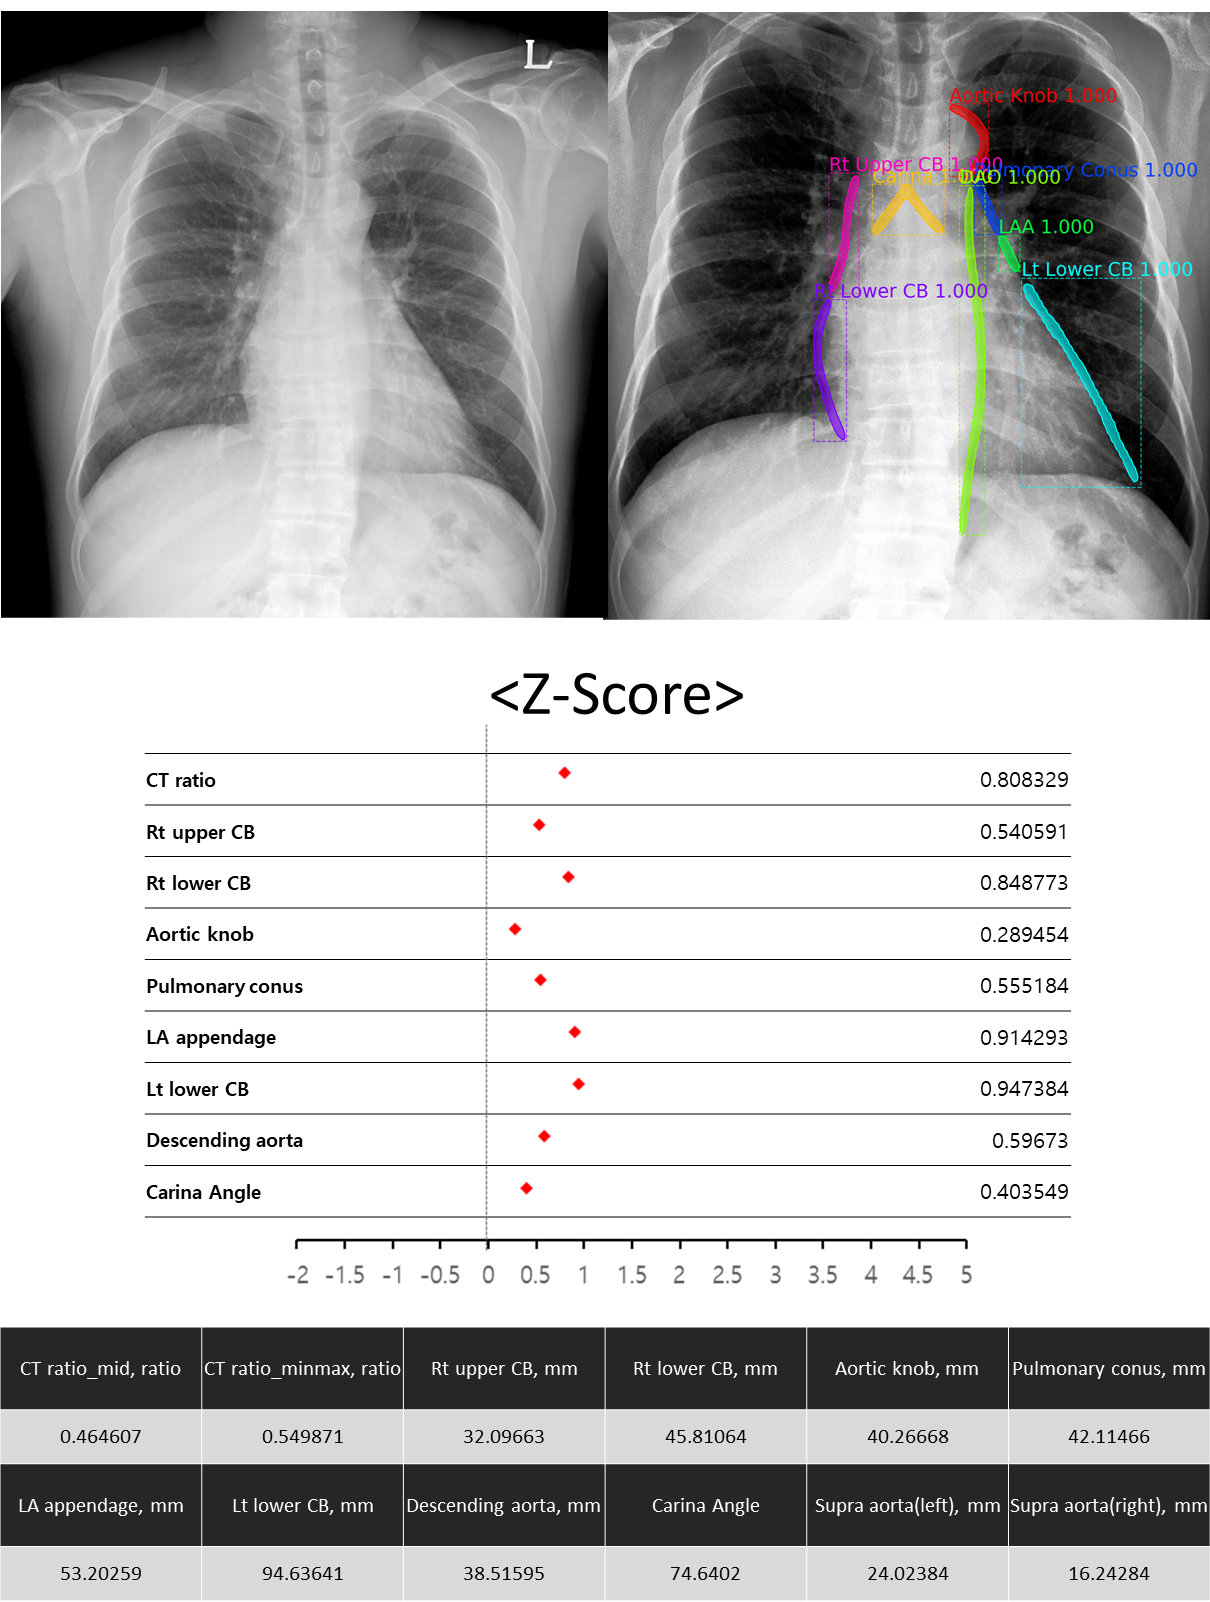 L
Aortic Knob 1.000
Rt Upper CB 1.000
Pulmonary Conus 1.000
Carina 1.000
DAO 1.000
LAA 1.000
Lt Lower CB 1.000
Rt Lower CB 1.000
<Z-Score>
CT ratio 0.808329
Rt upper CB 0.540591
Rt lower CB 0.848773
Aortic knob 0.289454
Pulmonary conus 0.555184
LA appendage 0.914293
Lt lower CB 0.947384
Descending aorta 0.59673
Carina Angle 0.403549
-2 -1.5 -1 -0.5 0 0.5 1 1.5 2 2.5 3 3.5 4 4.5 5
CT ratio_mid, ratio CT ratio_minmax, ratio Rt upper CB, mm Rt lower CB, mm Aortic knob, mm Pulmonary conus, mm
0.464607 0.549871 32.09663 45.81064 40.26668 42.11466
LA appendage, mm Lt lower CB, mm Descending aorta, mm Carina Angle Supra aorta(left), mm Supra aorta(right), mm
53.20259 94.63641 38.51595 74.6402 24.02384 16.24284